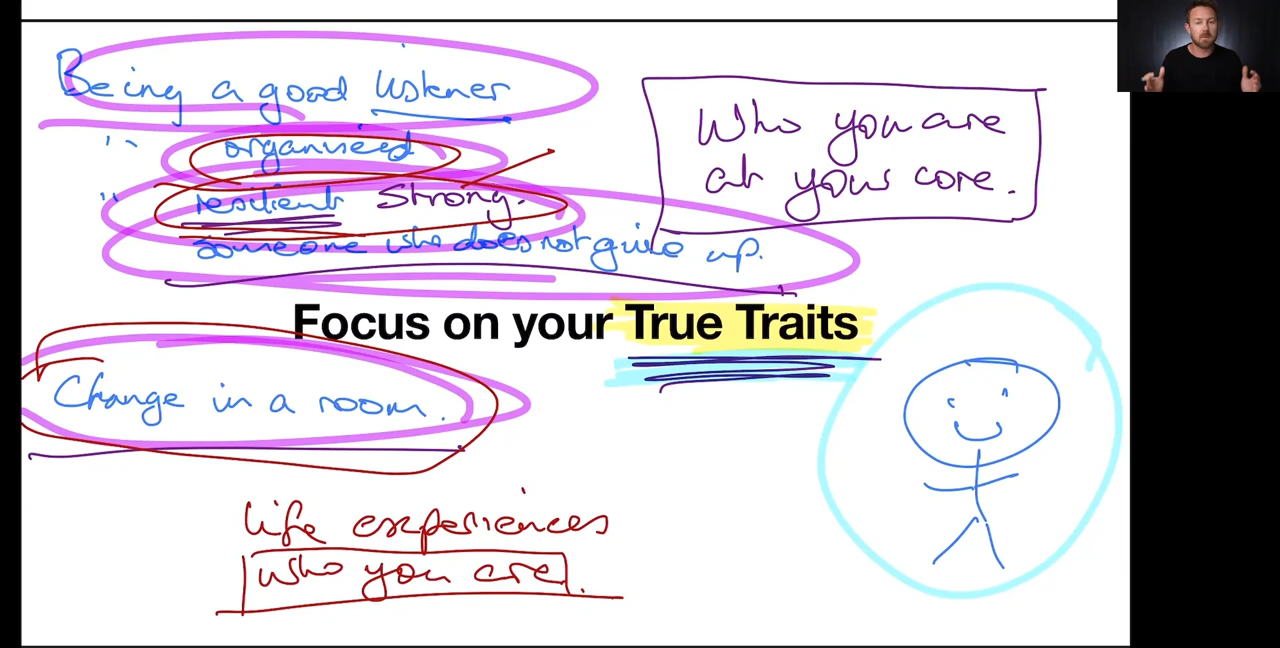 Being a good listener
" organised
" resilient Strong.
someone who does not give up.
Who you are
at your core.
Focus on your True Traits
Change in a room.
life experiences
who you are.